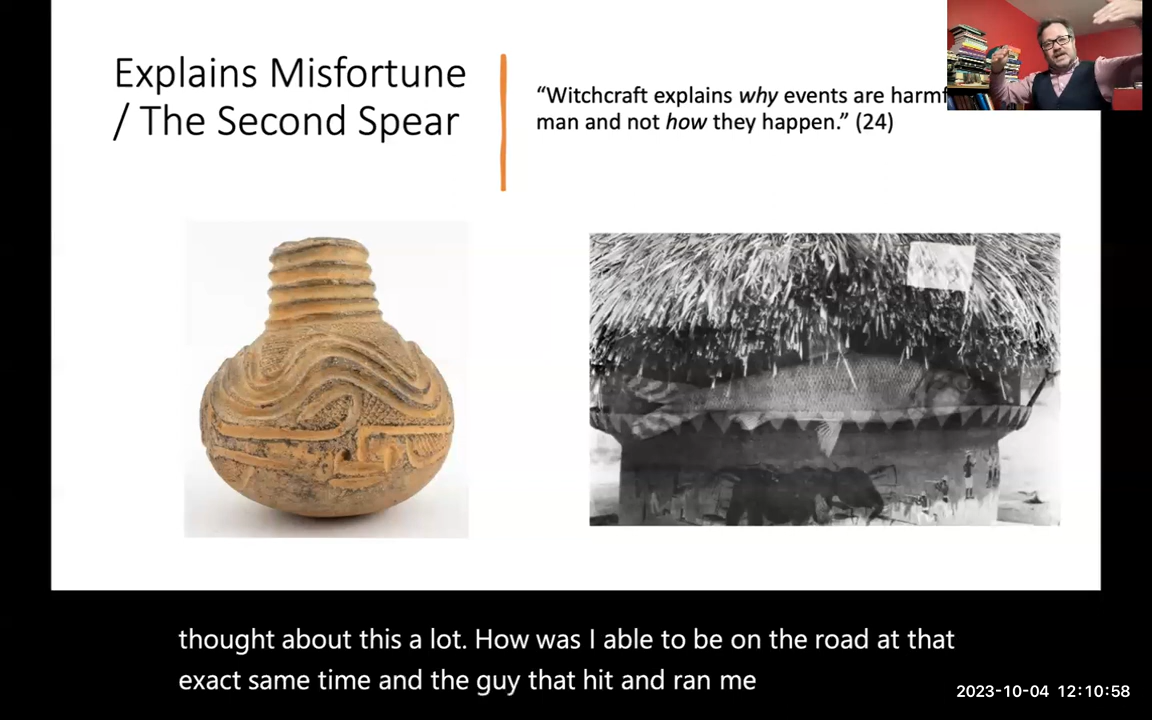 Explains Misfortune
/ The Second Spear
“Witchcraft explains why events are
man and not how they happen.” (24)
thought about this a lot. How was I able to be on the road at that
exact same time and the guy that hit and ran me
2023-10-04 12:10:58